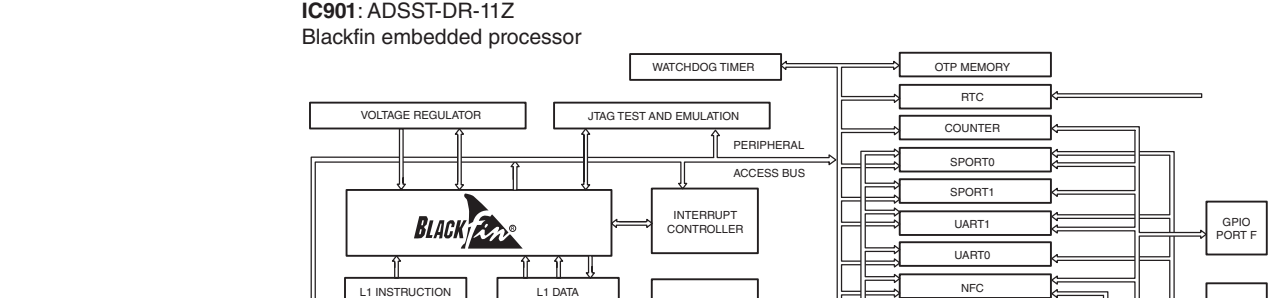 IC901: ADSST-DR-11Z
Blackfin embedded processor
WATCHDOG TIMER
OTP MEMORY
RTC
VOLTAGE REGULATOR
JTAG TEST AND EMULATION
COUNTER
PERIPHERAL
ACCESS BUS
SPORT0
SPORT1
BLACKfin®
INTERRUPT
CONTROLLER
UART1
GPIO
PORT F
UART0
L1 INSTRUCTION
L1 DATA
NFC